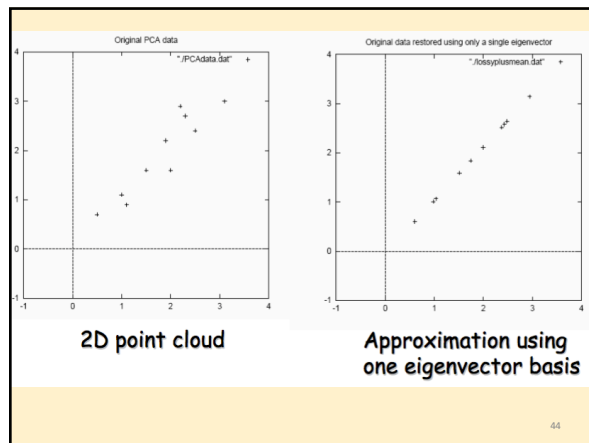 Original PCA data
"./PCAdata.dat"
4
3
2
1
0
-1
-1 0 1 2 3 4
2D point cloud
Original data restored using only a single eigenvector
"./lossyplusmean.dat"
4
3
2
1
0
-1
-1 0 1 2 3 4
Approximation using
one eigenvector basis
44